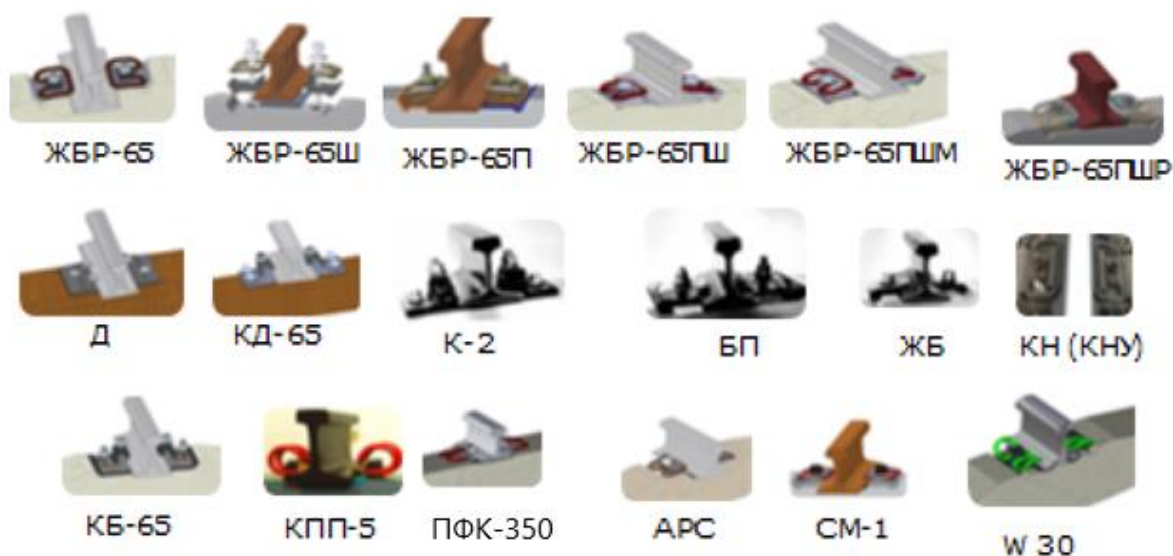 ЖБР-65 ЖБР-65Ш ЖБР-65П ЖБР-65ПШ ЖБР-65ПШМ ЖБР-65ПШР
Д КД-65 К-2 БП ЖБ КН (КНУ)
КБ-65 КПП-5 ПФК-350 АРС СМ-1 W 30